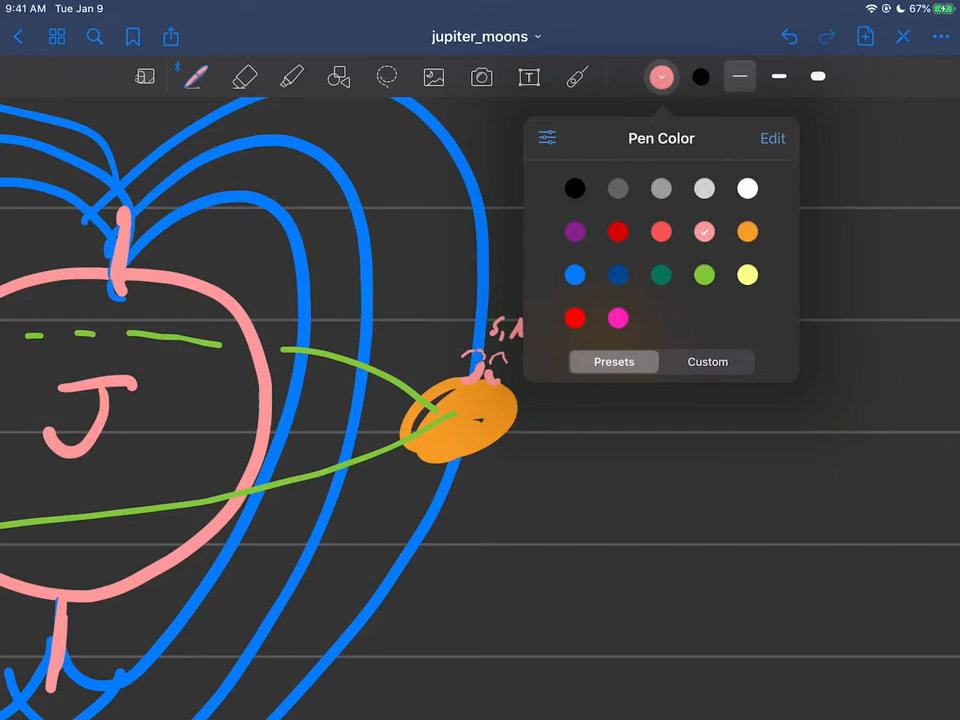 9:41 AM Tue Jan 9 67%
jupiter_moons
T
Pen Color Edit
Presets Custom
J